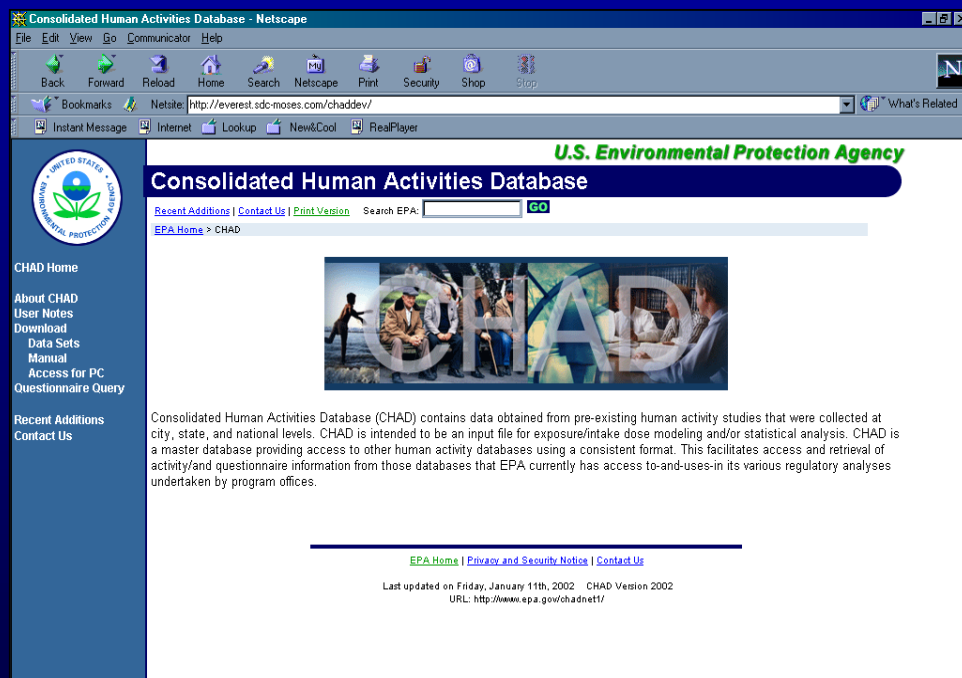 Consolidated Human Activities Database - Netscape
File Edit View Go Communicator Help
Back Forward Reload Home Search Netscape Print Security Shop Stop
My
N
Bookmarks Netsite: http://everest.sdc-moses.com/chaddev/ What's Related
Instant Message Internet Lookup New&Cool RealPlayer
UNITED STATES ENVIRONMENTAL PROTECTION AGENCY
U.S. Environmental Protection Agency
Consolidated Human Activities Database
Recent Additions | Contact Us | Print Version Search EPA: GO
EPA Home > CHAD
CHAD Home
About CHAD
User Notes
Download
Data Sets
Manual
Access for PC
Questionnaire Query
Recent Additions
Contact Us
CHAD
Consolidated Human Activities Database (CHAD) contains data obtained from pre-existing human activity studies that were collected at
city, state, and national levels. CHAD is intended to be an input file for exposure/intake dose modeling and/or statistical analysis. CHAD is
a master database providing access to other human activity databases using a consistent format. This facilitates access and retrieval of
activity/and questionnaire information from those databases that EPA currently has access to-and-uses-in its various regulatory analyses
undertaken by program offices.
EPA Home | Privacy and Security Notice | Contact Us
Last updated on Friday, January 11th, 2002 CHAD Version 2002
URL: http://www.epa.gov/chadnet1/